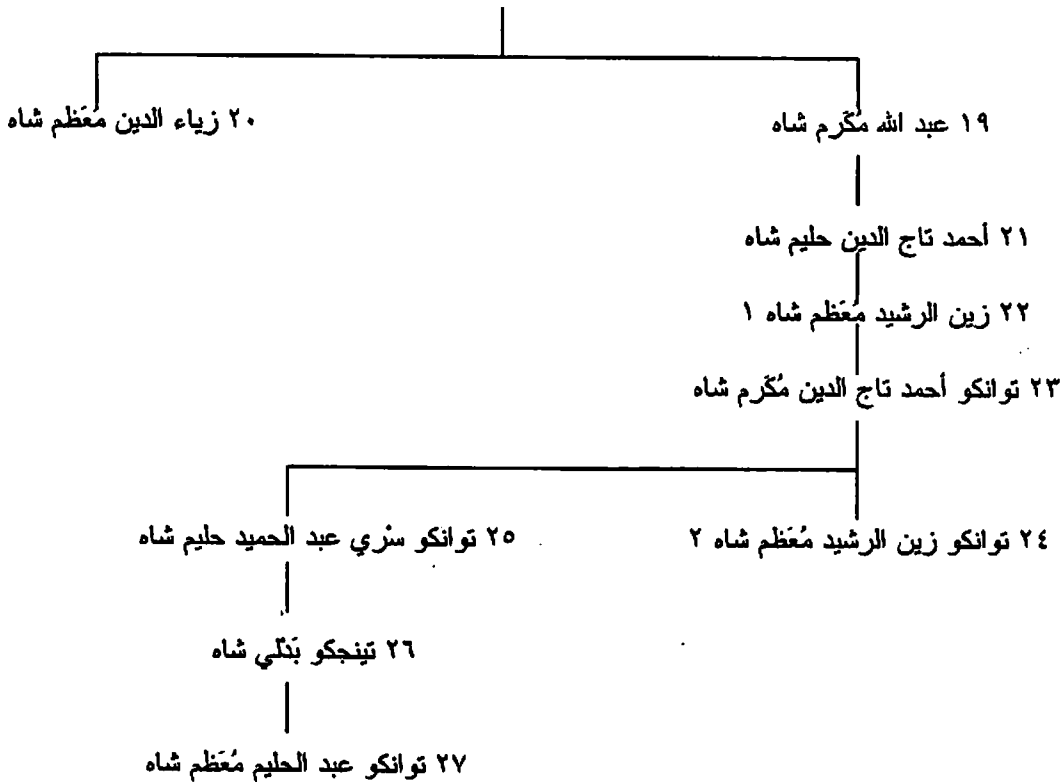 ١٩ عبد الله مُكَرم شاه
٢٠ زياء الدين مُعَظم شاه
٢١ أحمد تاج الدين حليم شاه
٢٢ زين الرشيد مُعَظم شاه ١
٢٣ توانكو أحمد تاج الدين مُكَرم شاه
٢٤ توانكو زين الرشيد مُعَظم شاه ٢
٢٥ توانكو سْري عبد الحميد حليم شاه
٢٦ تينجكو بَدلي شاه
٢٧ توانكو عبد الحليم مُعَظم شاه